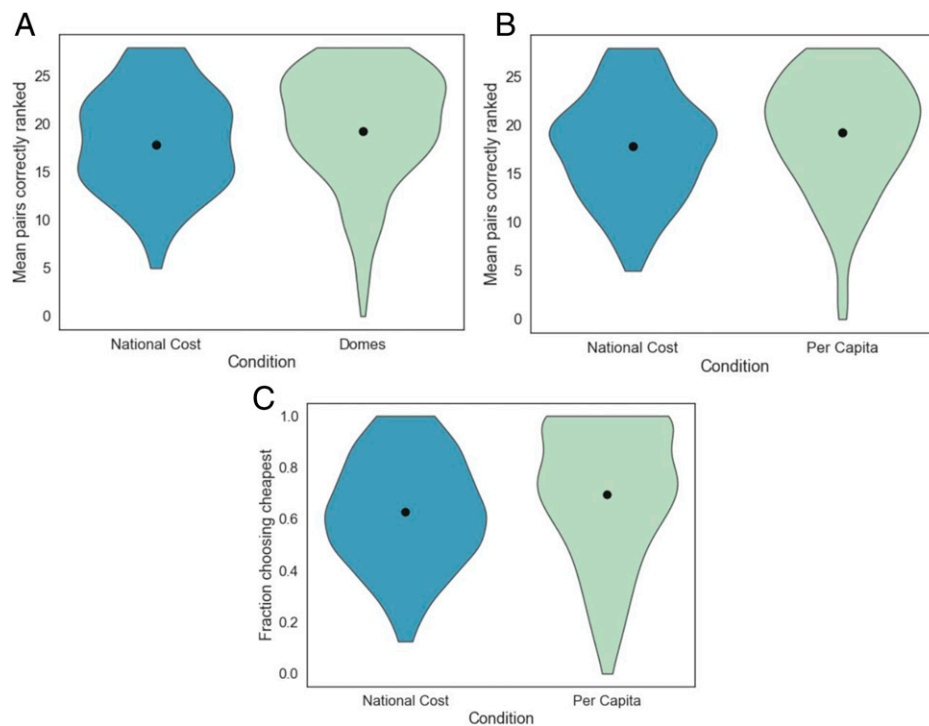 A
Mean pairs correctly ranked
25
20
15
10
5
0
National Cost Domes
Condition
B
Mean pairs correctly ranked
25
20
15
10
5
0
National Cost Per Capita
Condition
C
Fraction choosing cheapest
1.0
0.8
0.6
0.4
0.2
0.0
National Cost Per Capita
Condition